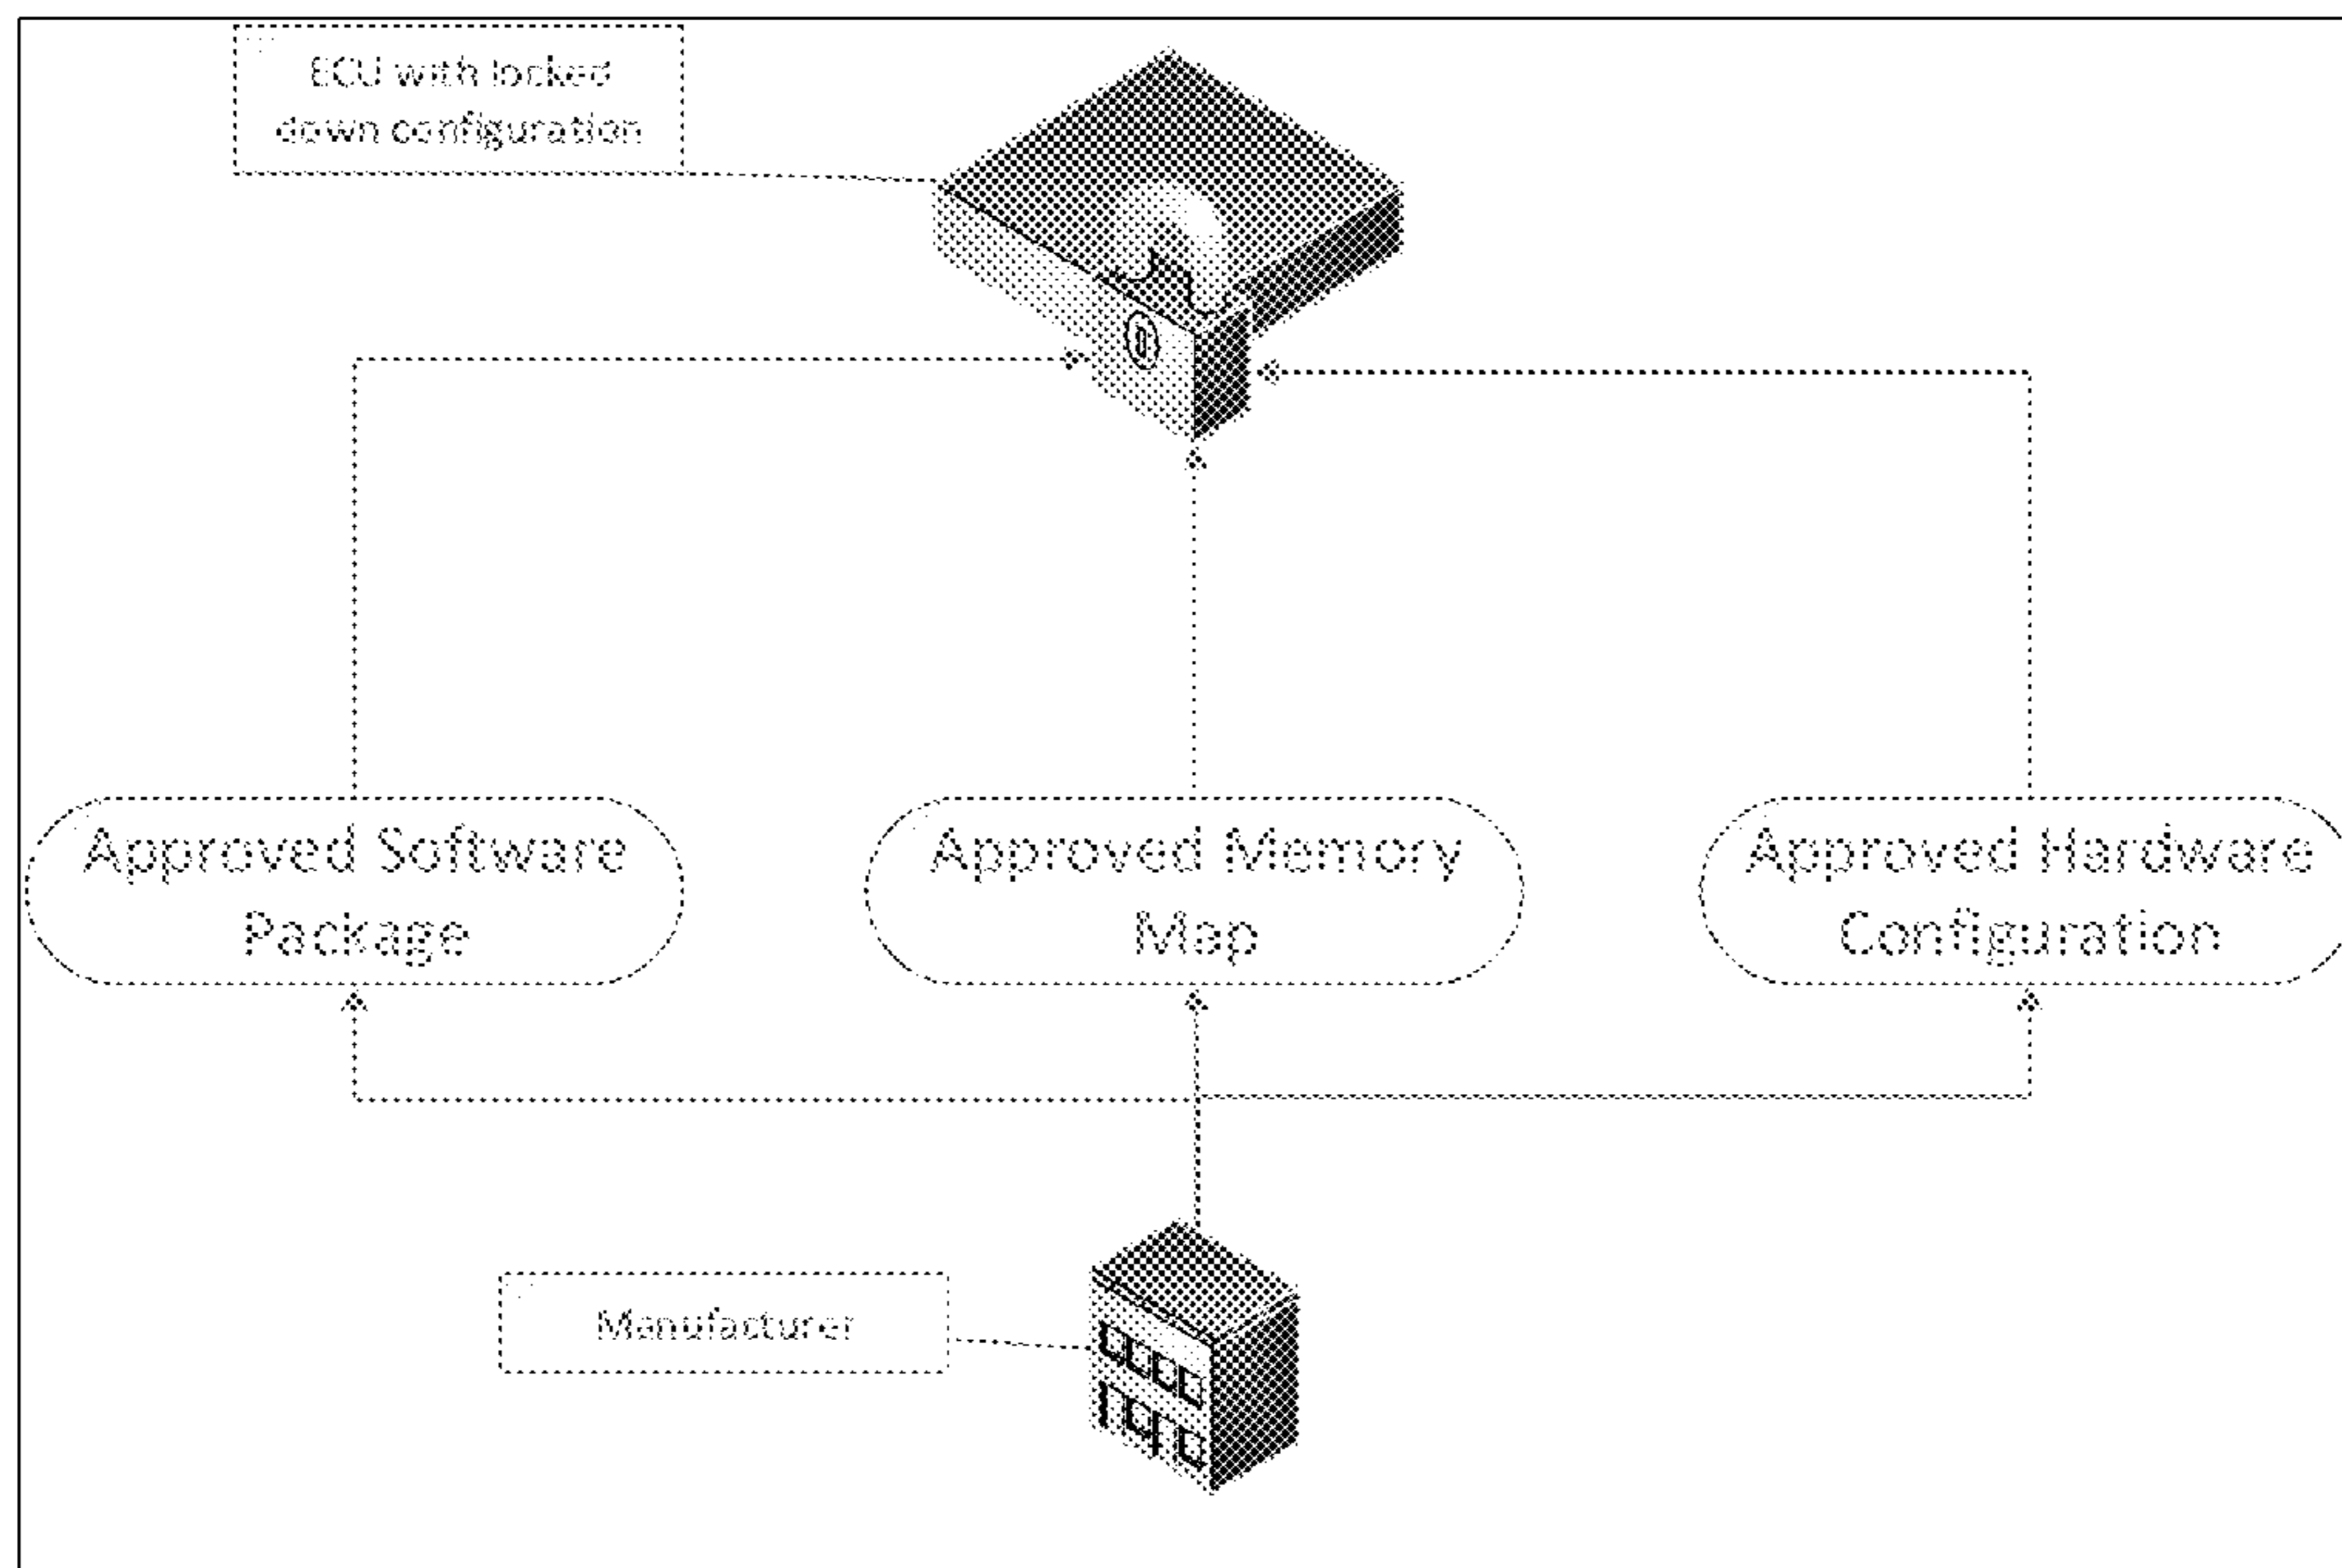 ECU with locked
down configuration
Approved Software
Package
Approved Memory
Map
Approved Hardware
Configuration
Manufacturer